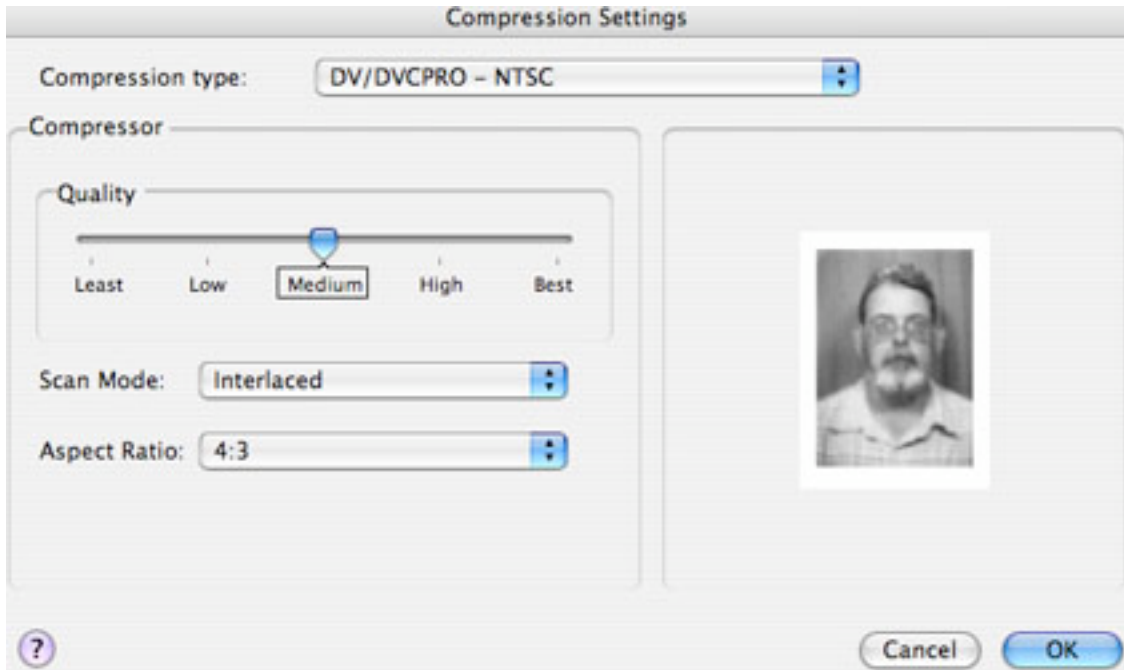 Compression Settings
Compression type: DV/DVCPRO – NTSC
Compressor
Quality
Least Low Medium High Best
Scan Mode: Interlaced
Aspect Ratio: 4:3
? Cancel OK